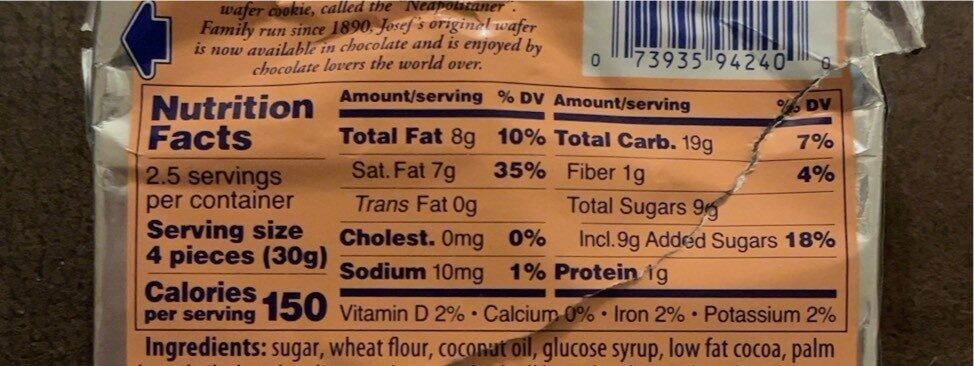 wafer cookie, called the "Neapolitaner".
Family run since 1890, Josef's original wafer
is now available in chocolate and is enjoyed by
chocolate lovers the world over.
0 73935 94240 0
Nutrition
Facts
2.5 servings
per container
Serving size
4 pieces (30g)
Calories
per serving 150
Amount/serving % DV
Total Fat 8g 10%
Sat. Fat 7g 35%
Trans Fat 0g
Cholest. 0mg 0%
Sodium 10mg 1%
Amount/serving % DV
Total Carb. 19g 7%
Fiber 1g 4%
Total Sugars 9g
Incl. 9g Added Sugars 18%
Protein 1g
Vitamin D 2% • Calcium 0% • Iron 2% • Potassium 2%
Ingredients: sugar, wheat flour, coconut oil, glucose syrup, low fat cocoa, palm